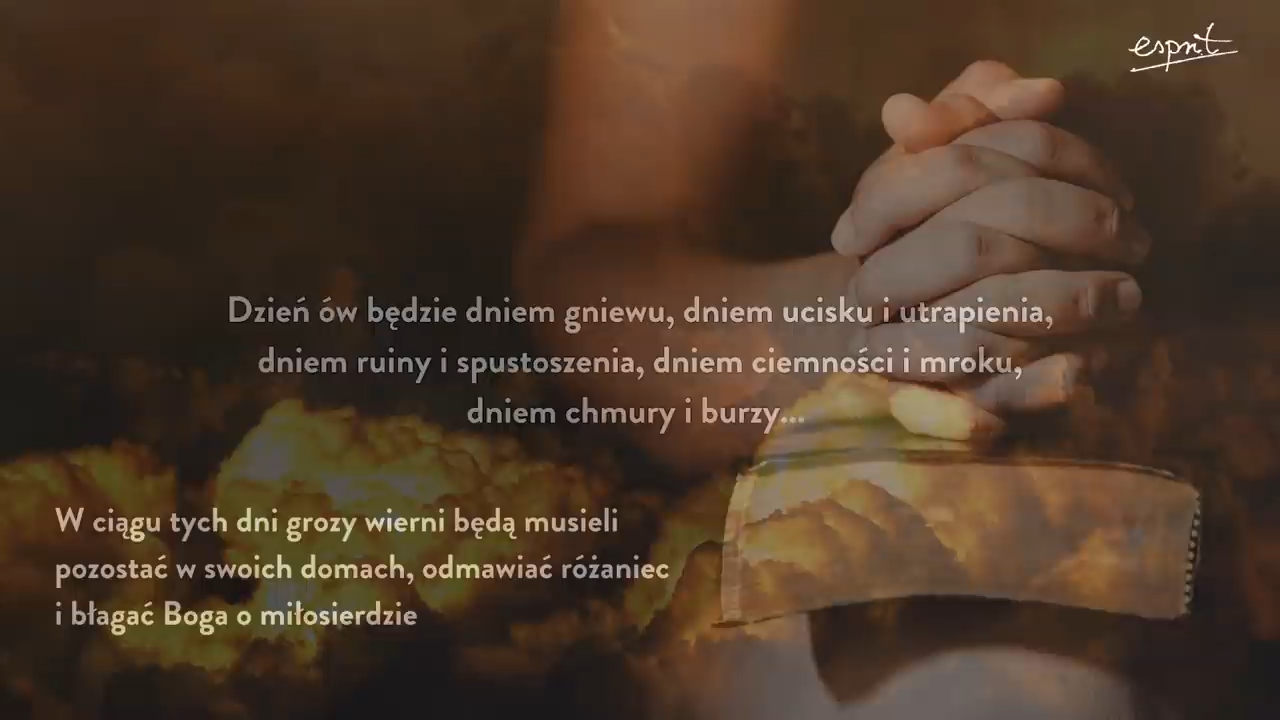 esprit
Dzień ów będzie dniem gniewu, dniem ucisku i utrapienia,
dniem ruiny i spustoszenia, dniem ciemności i mroku,
dniem chmury i burzy...
W ciągu tych dni grozy wierni będą musieli
pozostać w swoich domach, odmawiać różaniec
i błagać Boga o miłosierdzie